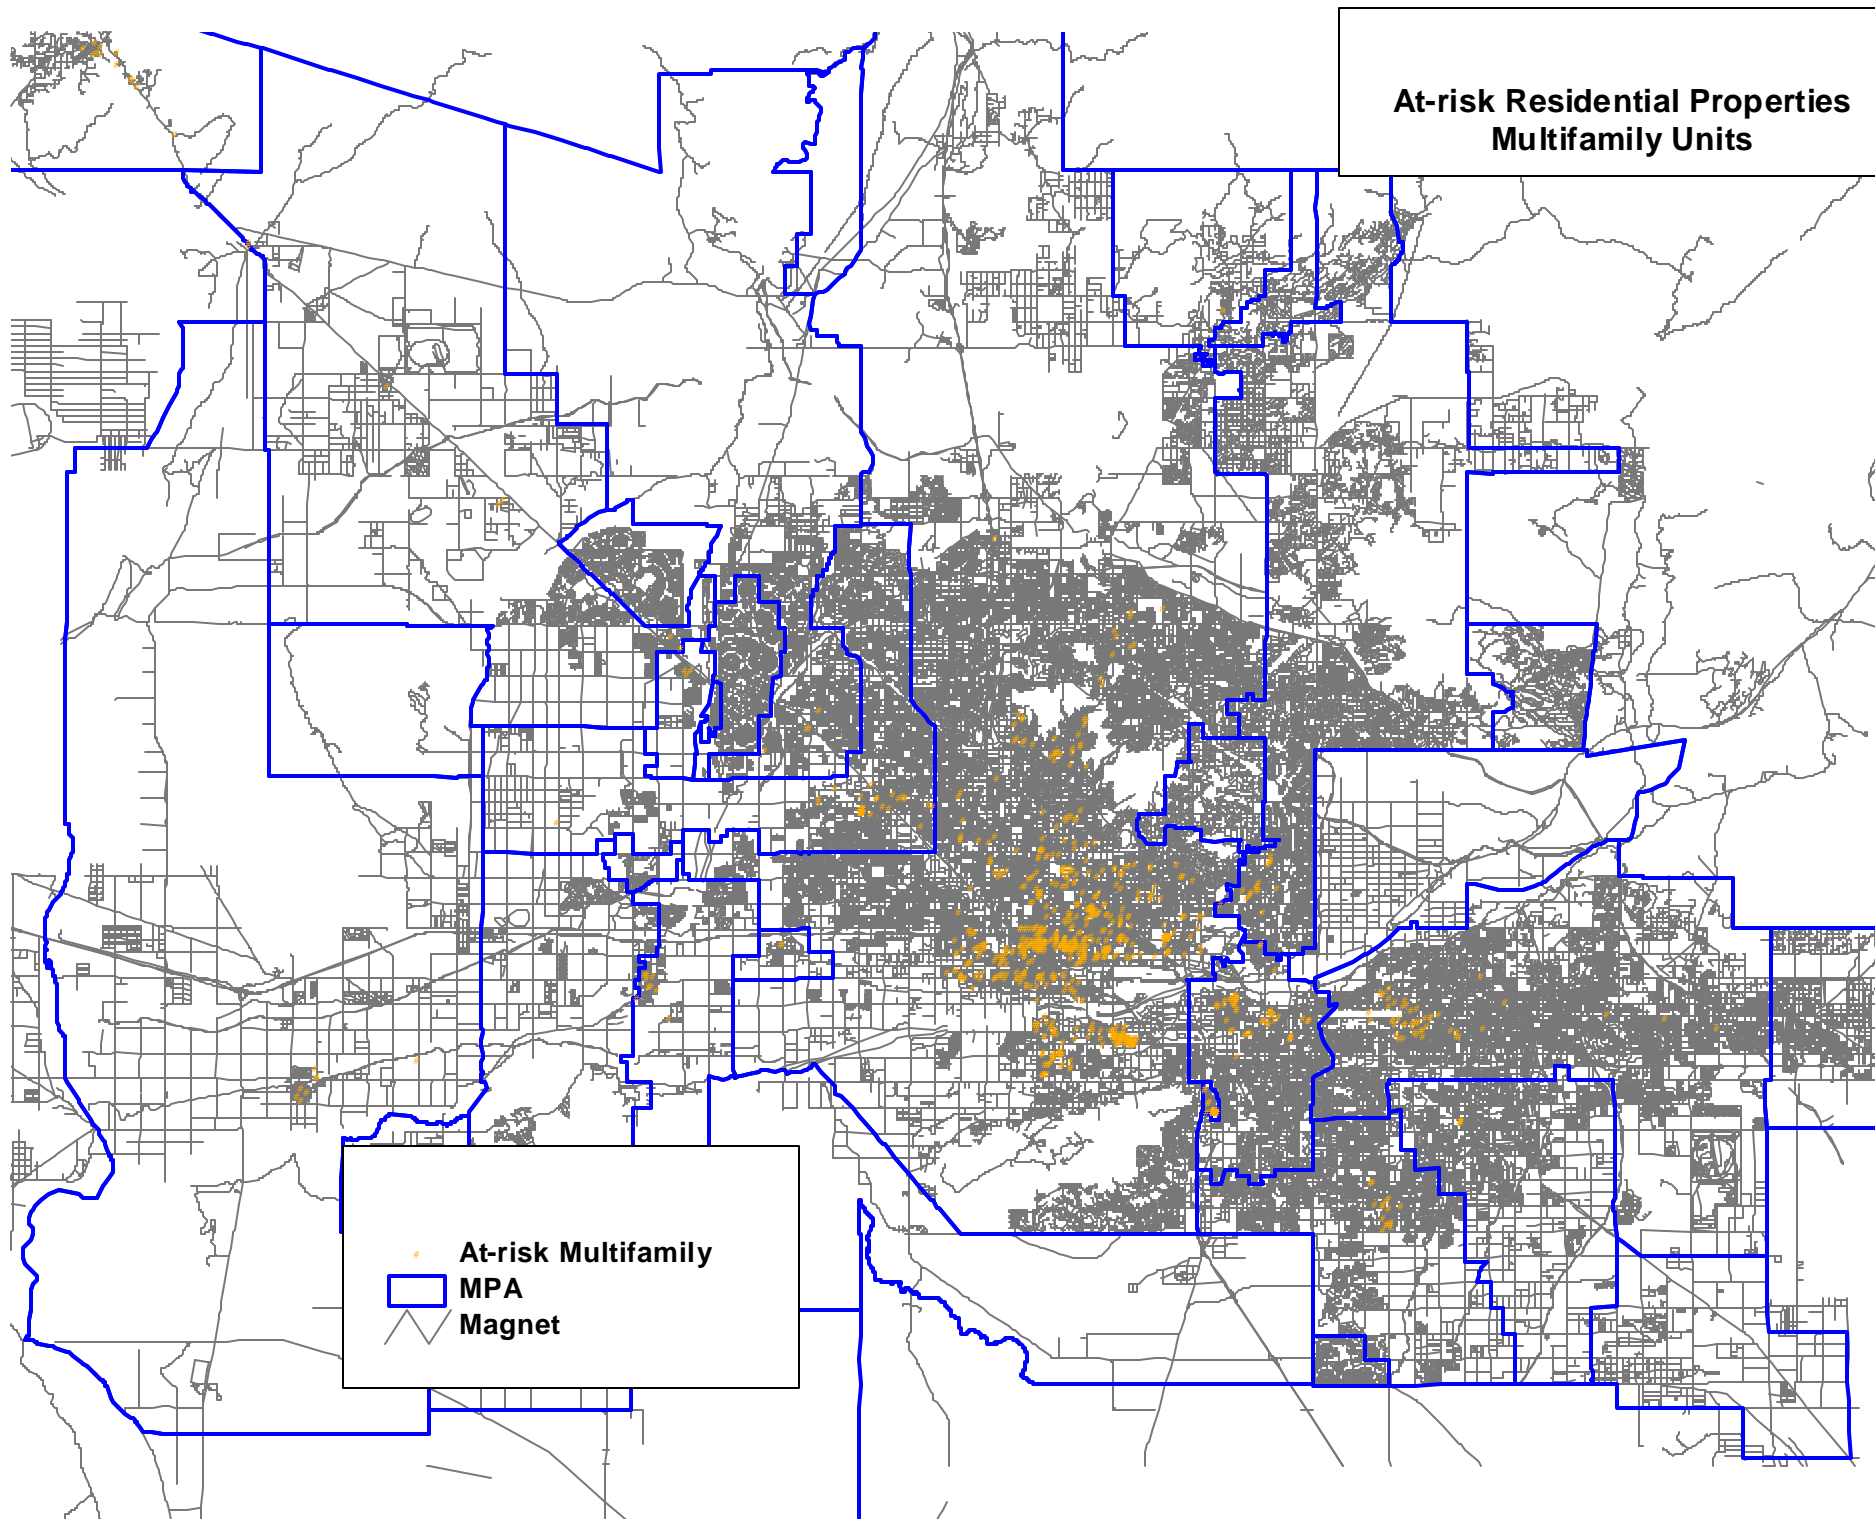 At-risk Residential Properties
Multifamily Units
At-risk Multifamily
MPA
Magnet